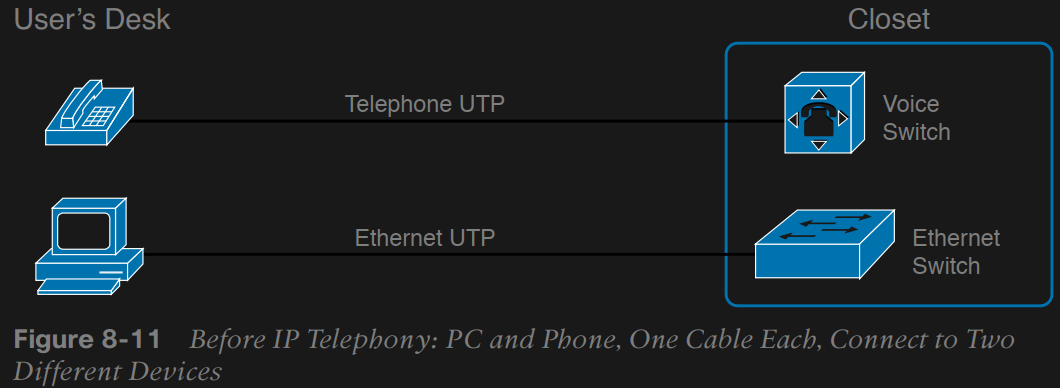 User’s Desk
Closet
Telephone UTP
Voice
Switch
Ethernet UTP
Ethernet
Switch
Figure 8-11 Before IP Telephony: PC and Phone, One Cable Each, Connect to Two
Different Devices